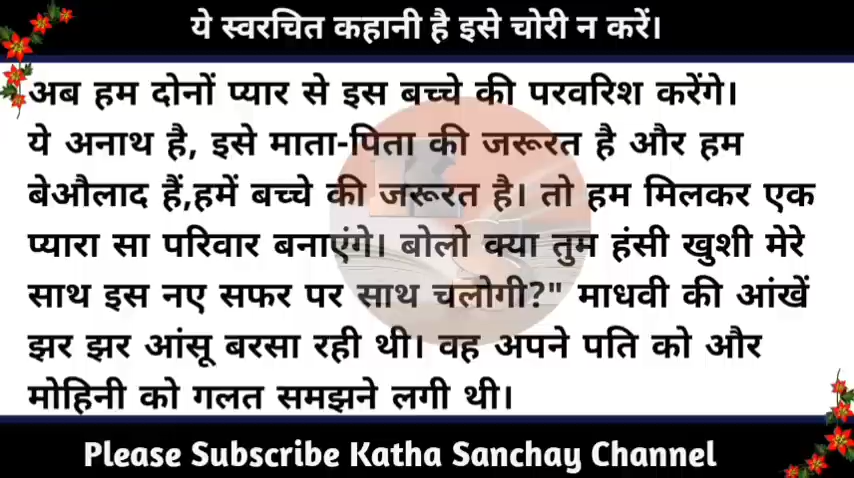 ये स्वरचित कहानी है इसे चोरी न करें।
अब हम दोनों प्यार से इस बच्चे की परवरिश करेंगे।
ये अनाथ है, इसे माता-पिता की जरूरत है और हम
बेऔलाद हैं,हमें बच्चे की जरूरत है। तो हम मिलकर एक
प्यारा सा परिवार बनाएंगे। बोलो क्या तुम हंसी खुशी मेरे
साथ इस नए सफर पर साथ चलोगी?" माधवी की आंखें
झर झर आंसू बरसा रही थी। वह अपने पति को और
मोहिनी को गलत समझने लगी थी।
Please Subscribe Katha Sanchay Channel